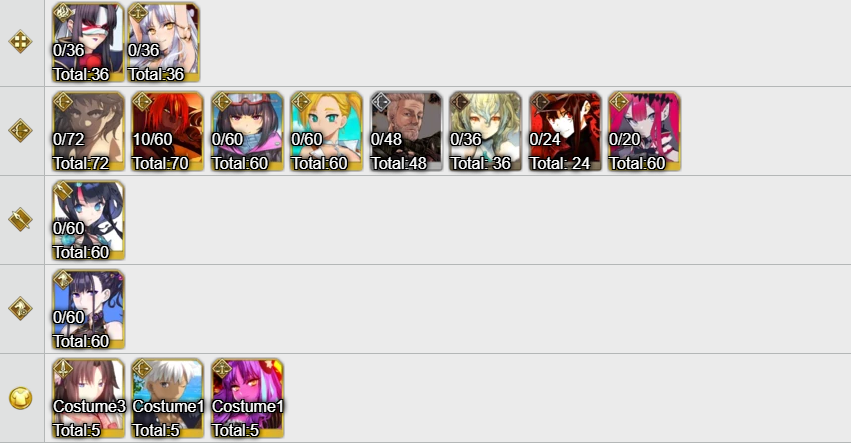 0/36
Total:36
0/36
Total:36
0/72
Total:72
10/60
Total:70
0/60
Total:60
0/60
Total:60
0/48
Total:48
0/36
Total: 36
0/24
Total: 24
0/20
Total:60
0/60
Total:60
0/60
Total:60
Costume3
Total:5
Costume1
Total:5
Costume1
Total:5